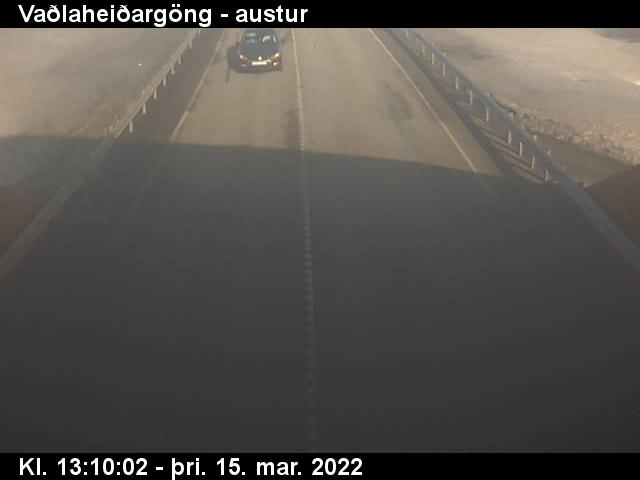 Vaðlaheiðargöng - austur
Kl. 13:10:02 - þri. 15. mar. 2022